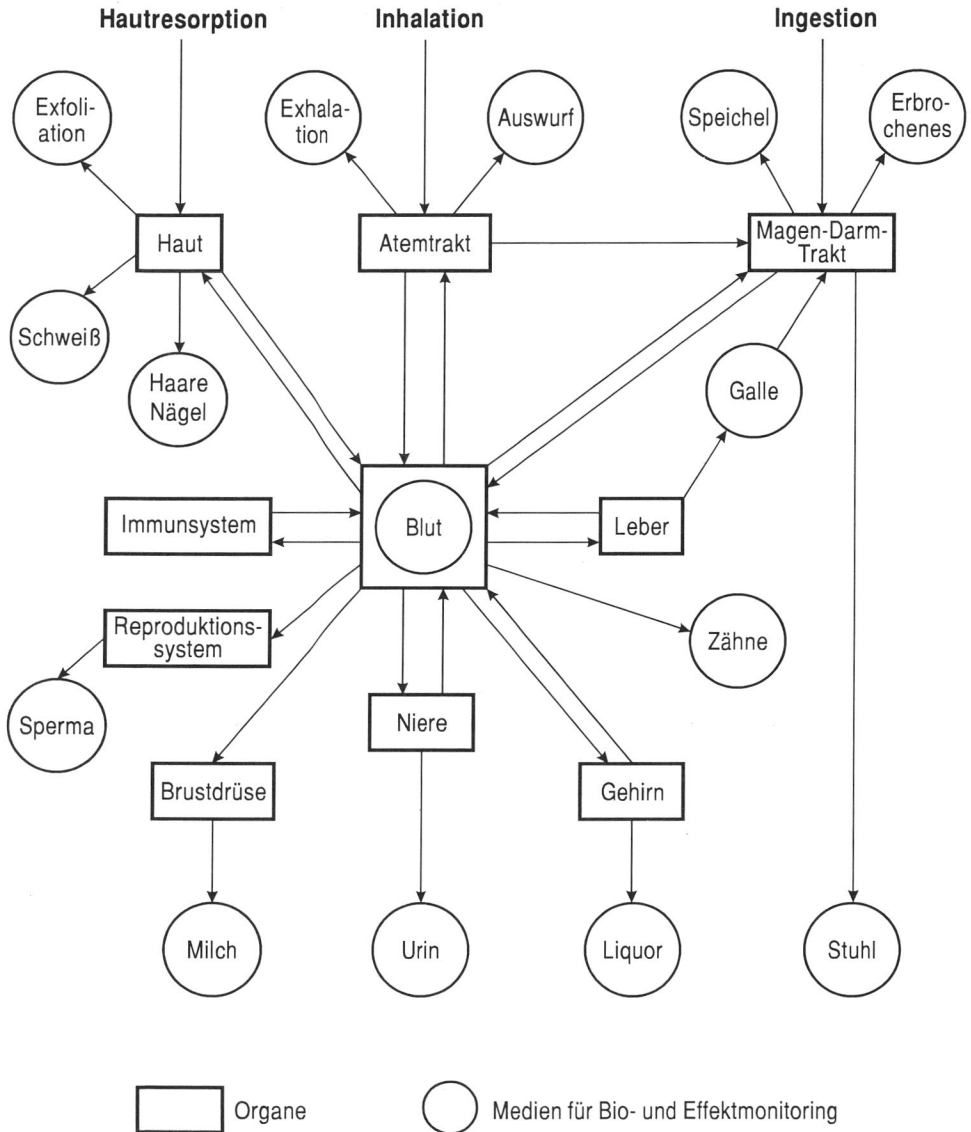 Hautresorption
Inhalation
Ingestion
Exfoli-
ation
Exhala-
tion
Auswurf
Speichel
Erbro-
chenes
Haut
Atemtrakt
Magen-Darm-
Trakt
Schweiß
Haare
Nägel
Galle
Immunsystem
Blut
Leber
Reproduktions-
system
Zähne
Sperma
Niere
Brustdrüse
Gehirn
Milch
Urin
Liquor
Stuhl
Organe
Medien für Bio- und Effektmonitoring